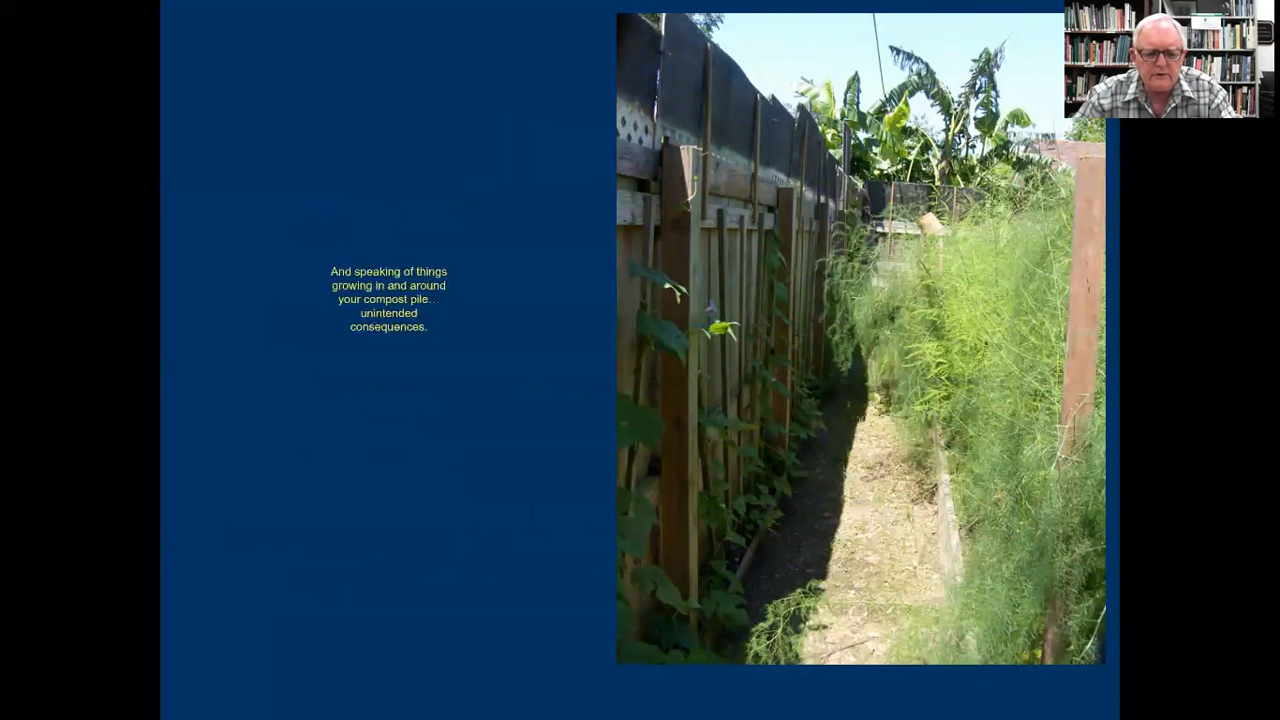 And speaking of things
growing in and around
your compost pile…
unintended
consequences.